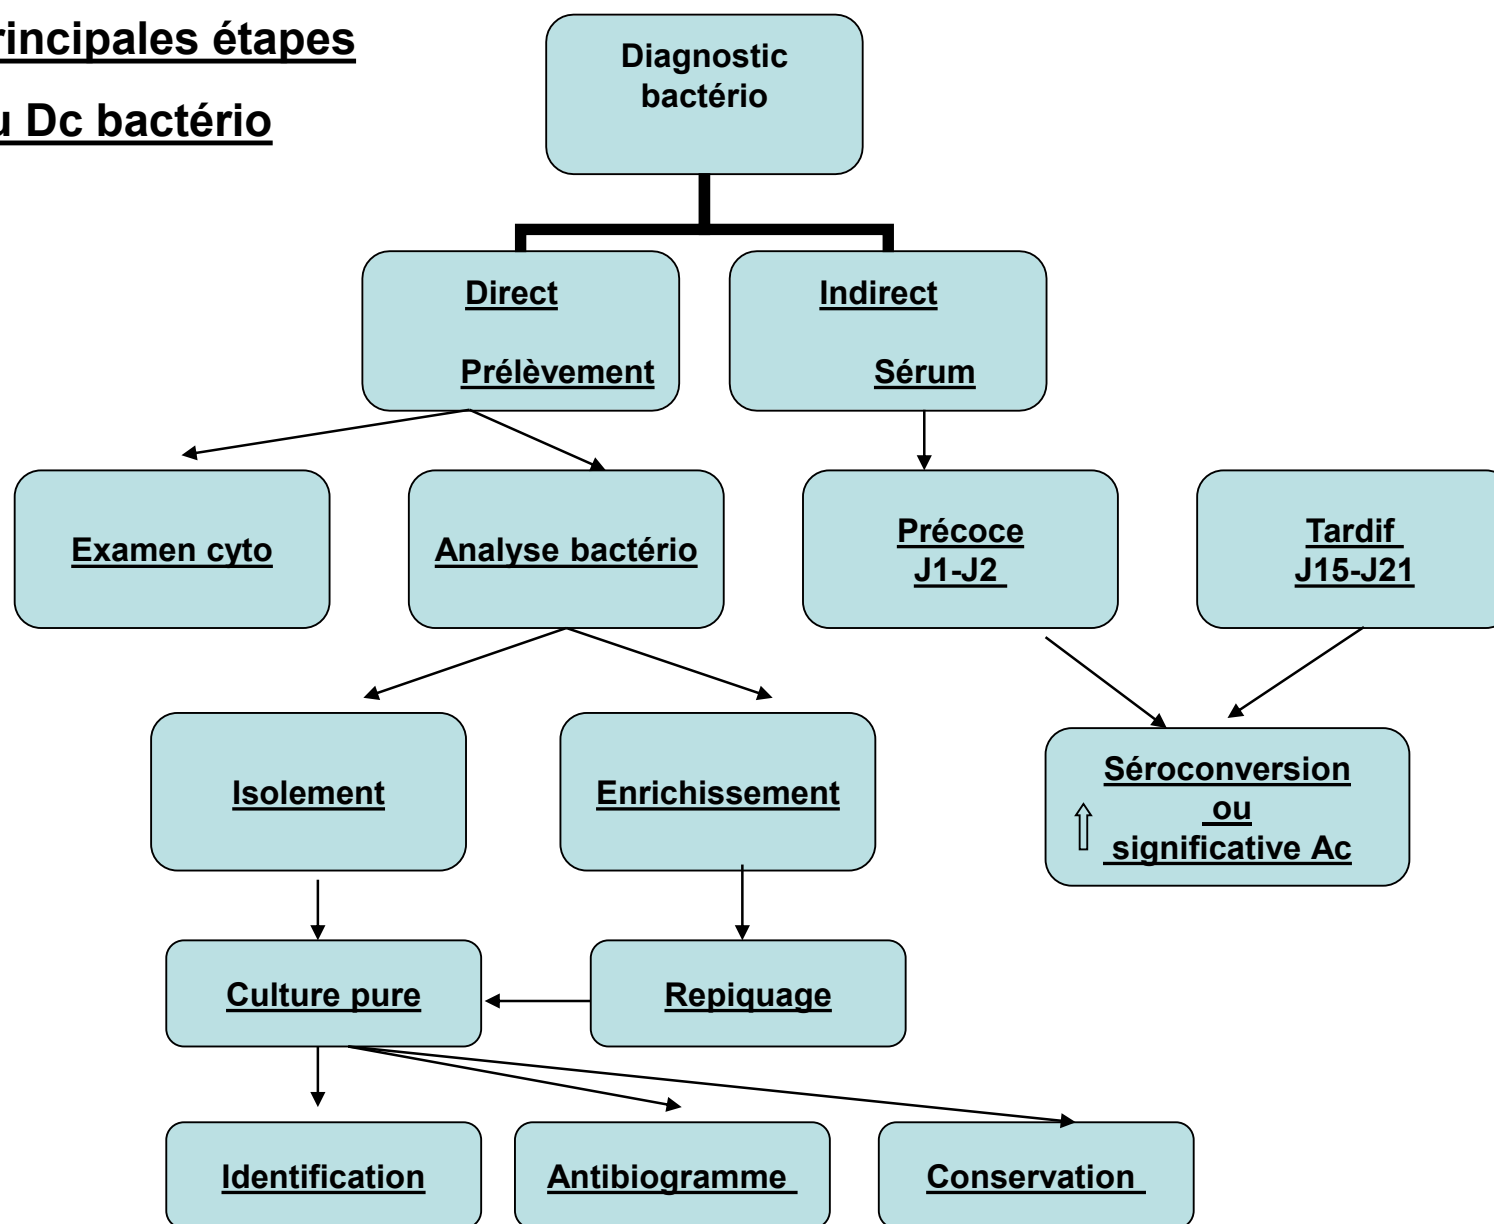 rincipales étapes
u Dc bactério
Diagnostic
bactério
Direct
Prélèvement
Indirect
Sérum
Examen cyto
Analyse bactério
Précoce
J1-J2
Tardif
J15-J21
Isolement
Enrichissement
Séroconversion
ou
⇧ significative Ac
Culture pure
Repiquage
Identification
Antibiogramme
Conservation